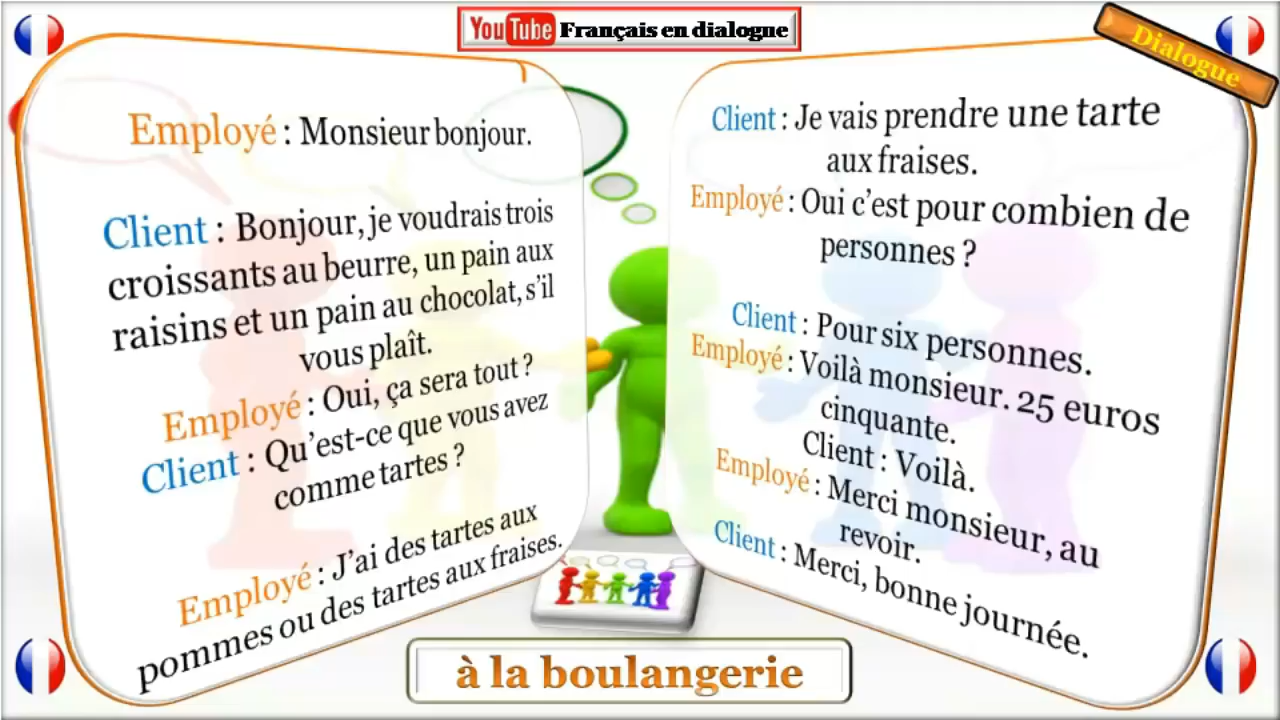 YouTube Français en dialogue
Dialogue
Employé : Monsieur bonjour.
Client : Bonjour, je voudrais trois
croissants au beurre, un pain aux
raisins et un pain au chocolat, s'il
vous plaît.
Employé : Oui, ça sera tout ?
Client : Qu'est-ce que vous avez
comme tartes ?
Employé : J'ai des tartes aux
pommes ou des tartes aux fraises.
Client : Je vais prendre une tarte
aux fraises.
Employé : Oui c'est pour combien de
personnes ?
Client : Pour six personnes.
Employé : Voilà monsieur. 25 euros
cinquante.
Client : Voilà.
Employé : Merci monsieur, au
revoir.
Client : Merci, bonne journée.
à la boulangerie